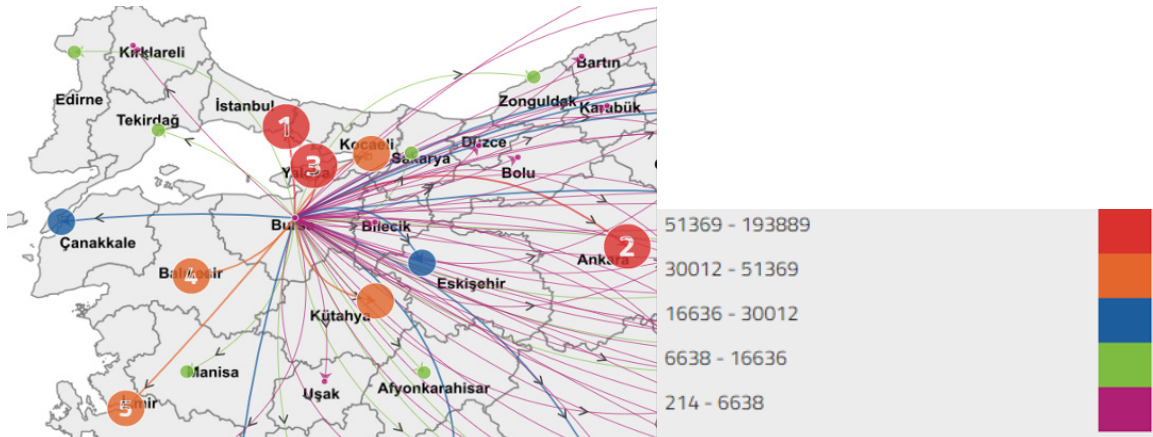 Kırklareli
Bartın
Edirne
Zonguldak
Karabük
İstanbul
Tekirdağ
1
Kocaeli
Düzce
Sakarya
3
Yalova
Bolu
Bursa
Bilecik
Çanakkale
2
Ankara
4
Balıkesir
Eskişehir
Kütahya
Manisa
Uşak
Afyonkarahisar
5
İzmir
51369 - 193889
30012 - 51369
16636 - 30012
6638 - 16636
214 - 6638